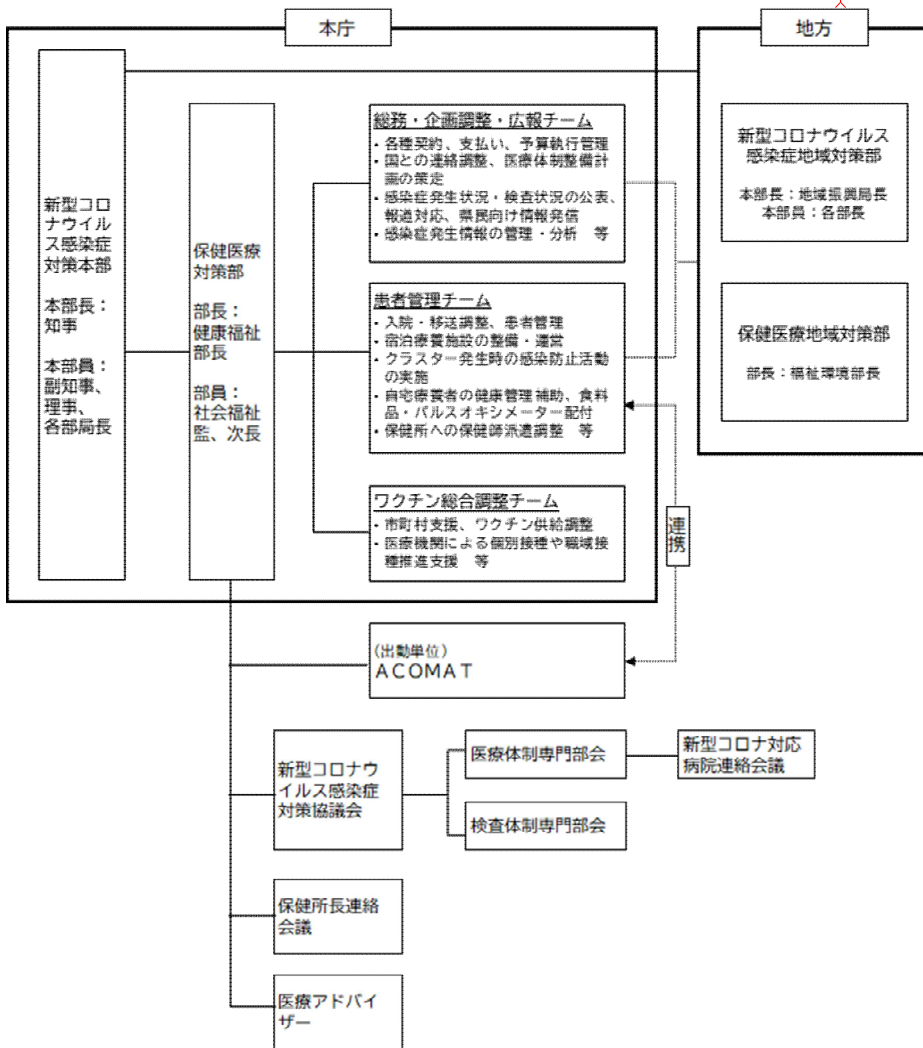 本庁
地方
新型コロ
ナウイル
ス感染症
対策本部
本部長：
知事
本部員：
副知事、
理事、
各部局長
保健医療
対策部
部長：
健康福祉
部長
部員：
社会福祉
監、次長
総務・企画調整・広報チーム
・各種契約、支払い、予算執行管理
・国との連絡調整、医療体制整備計
画の策定
・感染症発生状況・検査状況の公表、
報道対応、県民向け情報発信
・感染症発生情報の管理・分析　等
患者管理チーム
・入院・移送調整、患者管理
・宿泊療養施設の整備・運営
・クラスター発生時の感染防止活動
の実施
・自宅療養者の健康管理補助、食料
品・パルスオキシメーター配付
・保健所への保健師派遣調整　等
ワクチン総合調整チーム
・市町村支援、ワクチン供給調整
・医療機関による個別接種や職域接
種推進支援　等
新型コロナウイルス
感染症地域対策部
本部長：地域振興局長
本部員：各部長
保健医療地域対策部
部長：福祉環境部長
連携
（出動単位）
ＡＣＯＭＡＴ
新型コロナウ
イルス感染症
対策協議会
医療体制専門部会
新型コロナ対応
病院連絡会議
検査体制専門部会
保健所長連絡
会議
医療アドバイ
ザー